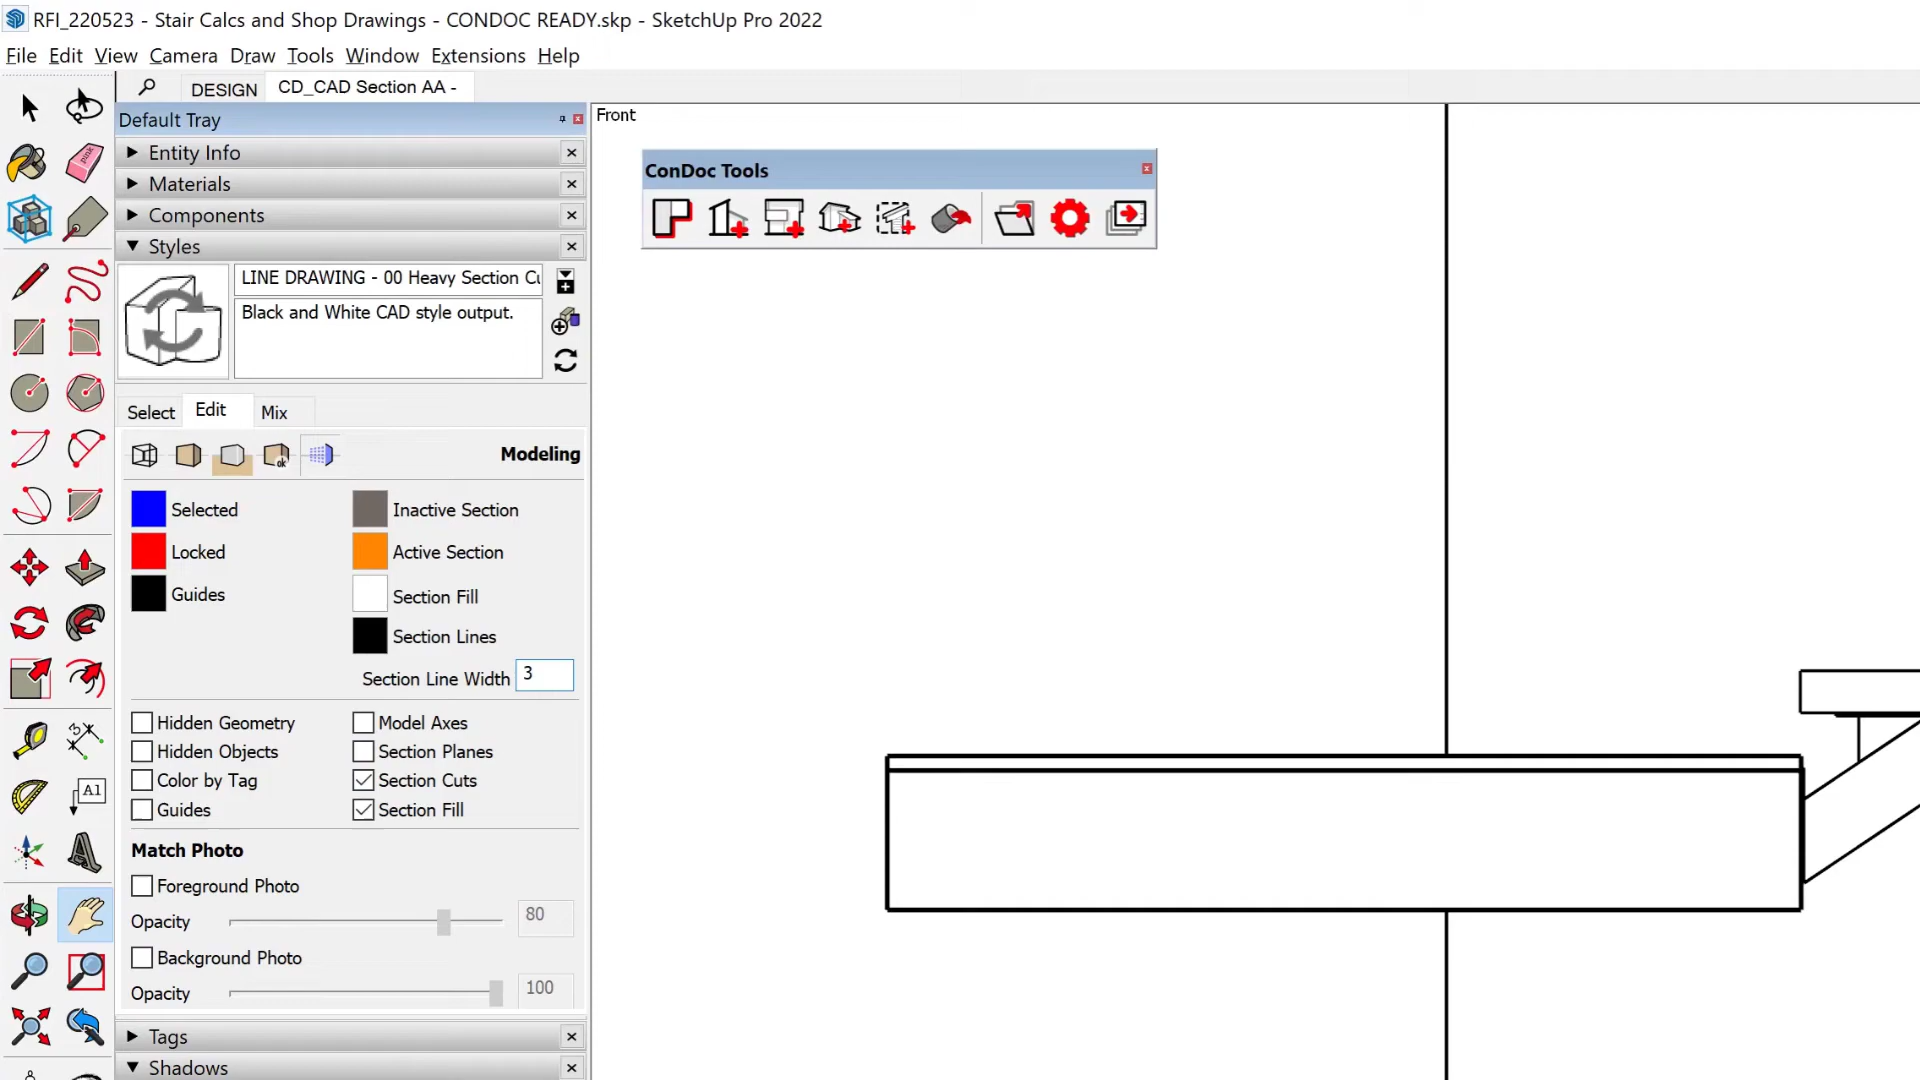 RFI_220523 - Stair Calcs and Shop Drawings - CONDOC READY.skp - SketchUp Pro 2022
File Edit View Camera Draw Tools Window Extensions Help
DESIGN CD_CAD Section AA -
Default Tray
Front
Entity Info
ConDoc Tools
Materials
Components
Styles
LINE DRAWING - 00 Heavy Section Cu
Black and White CAD style output.
Select Edit Mix
Modeling
Selected Inactive Section
Locked Active Section
Guides Section Fill
Section Lines
Section Line Width 3
Hidden Geometry Model Axes
Hidden Objects Section Planes
Color by Tag Section Cuts
Guides Section Fill
Match Photo
Foreground Photo
Opacity 80
Background Photo
Opacity 100
Tags
Shadows